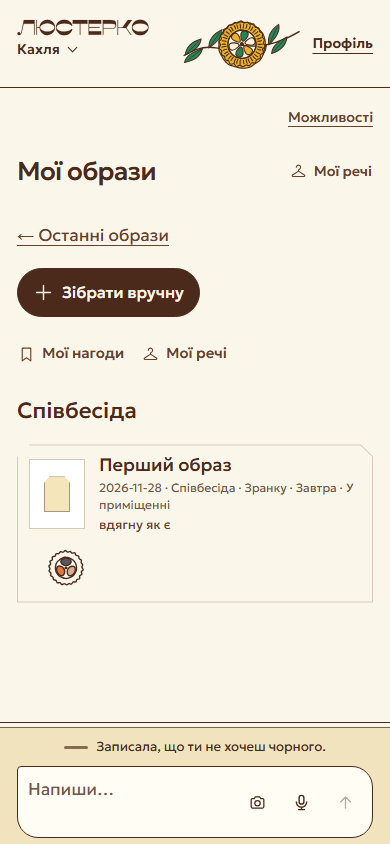 ЛЮСТЕРКО
Кахля
Профіль
Можливості
Мої образи
Мої речі
← Останні образи
Зібрати вручну
Мої нагоди
Мої речі
Співбесіда
Перший образ
2026-11-28 · Співбесіда · Зранку · Завтра · У
приміщенні
вдягну як є
Записала, що ти не хочеш чорного.
Напиши...